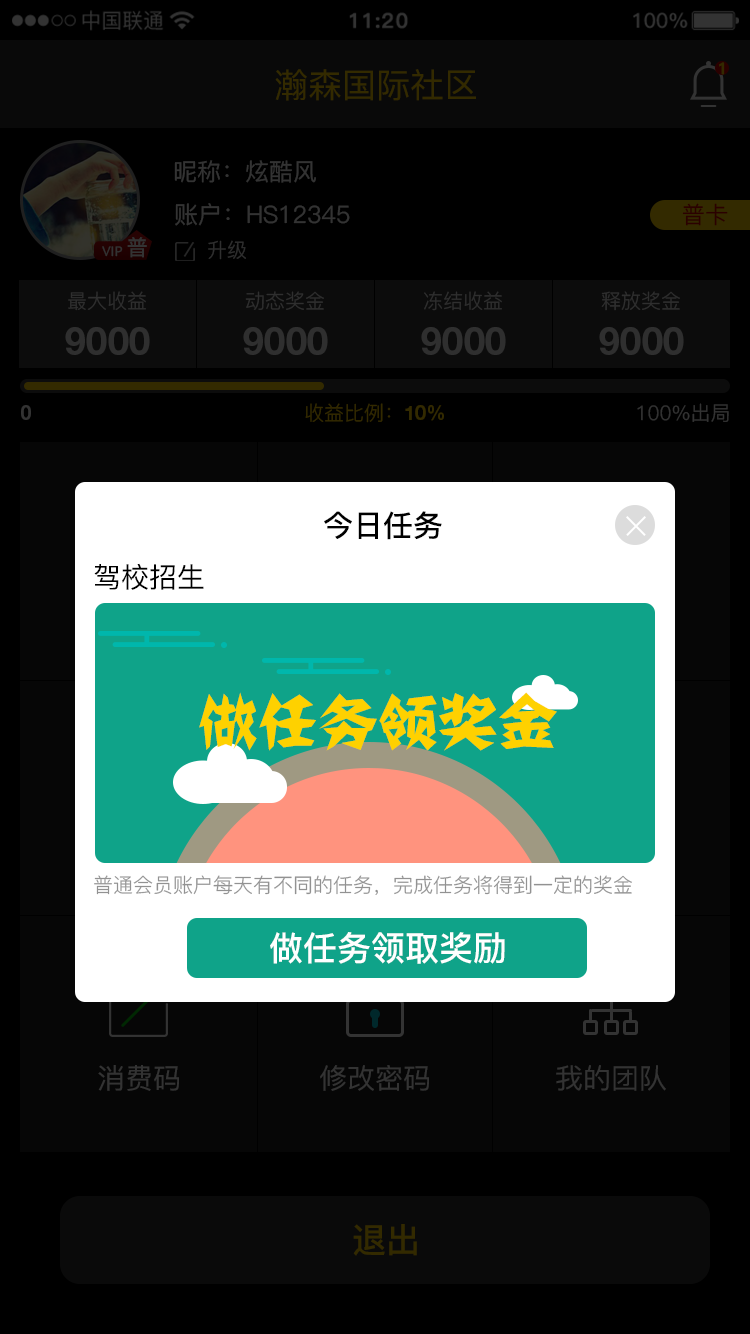 中国联通 11:20 100%
瀚森国际社区
1
昵称：炫酷风
账户：HS12345
普卡
VIP 普
升级
最大收益 动态奖金 冻结收益 释放奖金
9000 9000 9000 9000
0 收益比例：10% 100%出局
今日任务
驾校招生
做任务领奖金
普通会员账户每天有不同的任务，完成任务将得到一定的奖金
做任务领取奖励
消费码 修改密码 我的团队
退出